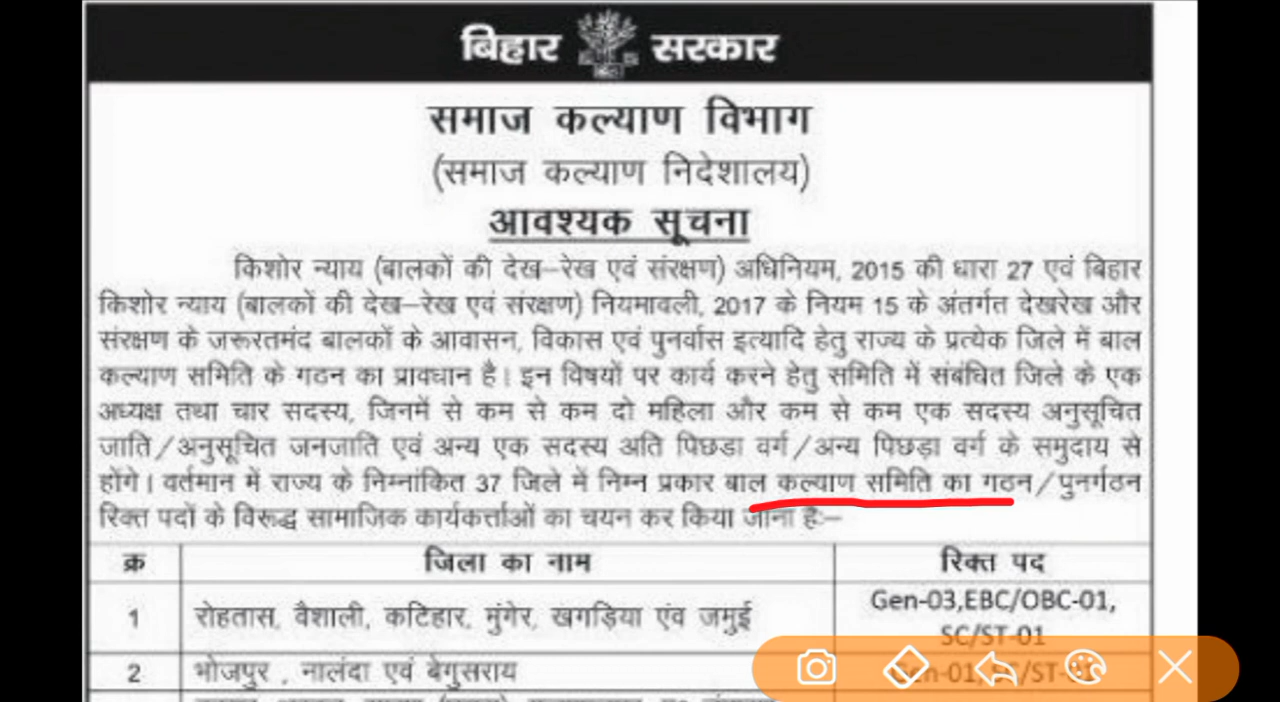 बिहार सरकार
समाज कल्याण विभाग
(समाज कल्याण निदेशालय)
आवश्यक सूचना
किशोर न्याय (बालकों की देख–रेख एवं संरक्षण) अधिनियम, 2015 की धारा 27 एवं बिहार
किशोर न्याय (बालकों की देख–रेख एवं संरक्षण) नियमावली, 2017 के नियम 15 के अंतर्गत देखरेख और
संरक्षण के जरूरतमंद बालकों के आवासन, विकास एवं पुनर्वास इत्यादि हेतु राज्य के प्रत्येक जिले में बाल
कल्याण समिति के गठन का प्रावधान है। इन विषयों पर कार्य करने हेतु समिति में संबंधित जिले के एक
अध्यक्ष तथा चार सदस्य, जिनमें से कम से कम दो महिला और कम से कम एक सदस्य अनुसूचित
जाति/अनुसूचित जनजाति एवं अन्य एक सदस्य अति पिछडा वर्ग/अन्य पिछड़ा वर्ग के समुदाय से
होंगे। वर्तमान में राज्य के निम्नांकित 37 जिले में निम्न प्रकार बाल कल्याण समिति का गठन/पुनर्गठन
रिक्त पदों के विरूद्ध सामाजिक कार्यकर्त्ताओं का चयन कर किया जाना है:–
क्र जिला का नाम रिक्त पद
1 रोहतास, वैशाली, कटिहार, मुंगेर, खगड़िया एंव जमुई Gen-03,EBC/OBC-01,
SC/ST-01
2 भोजपुर , नालंदा एवं बेगुसराय Gen-01, SC/ST-01